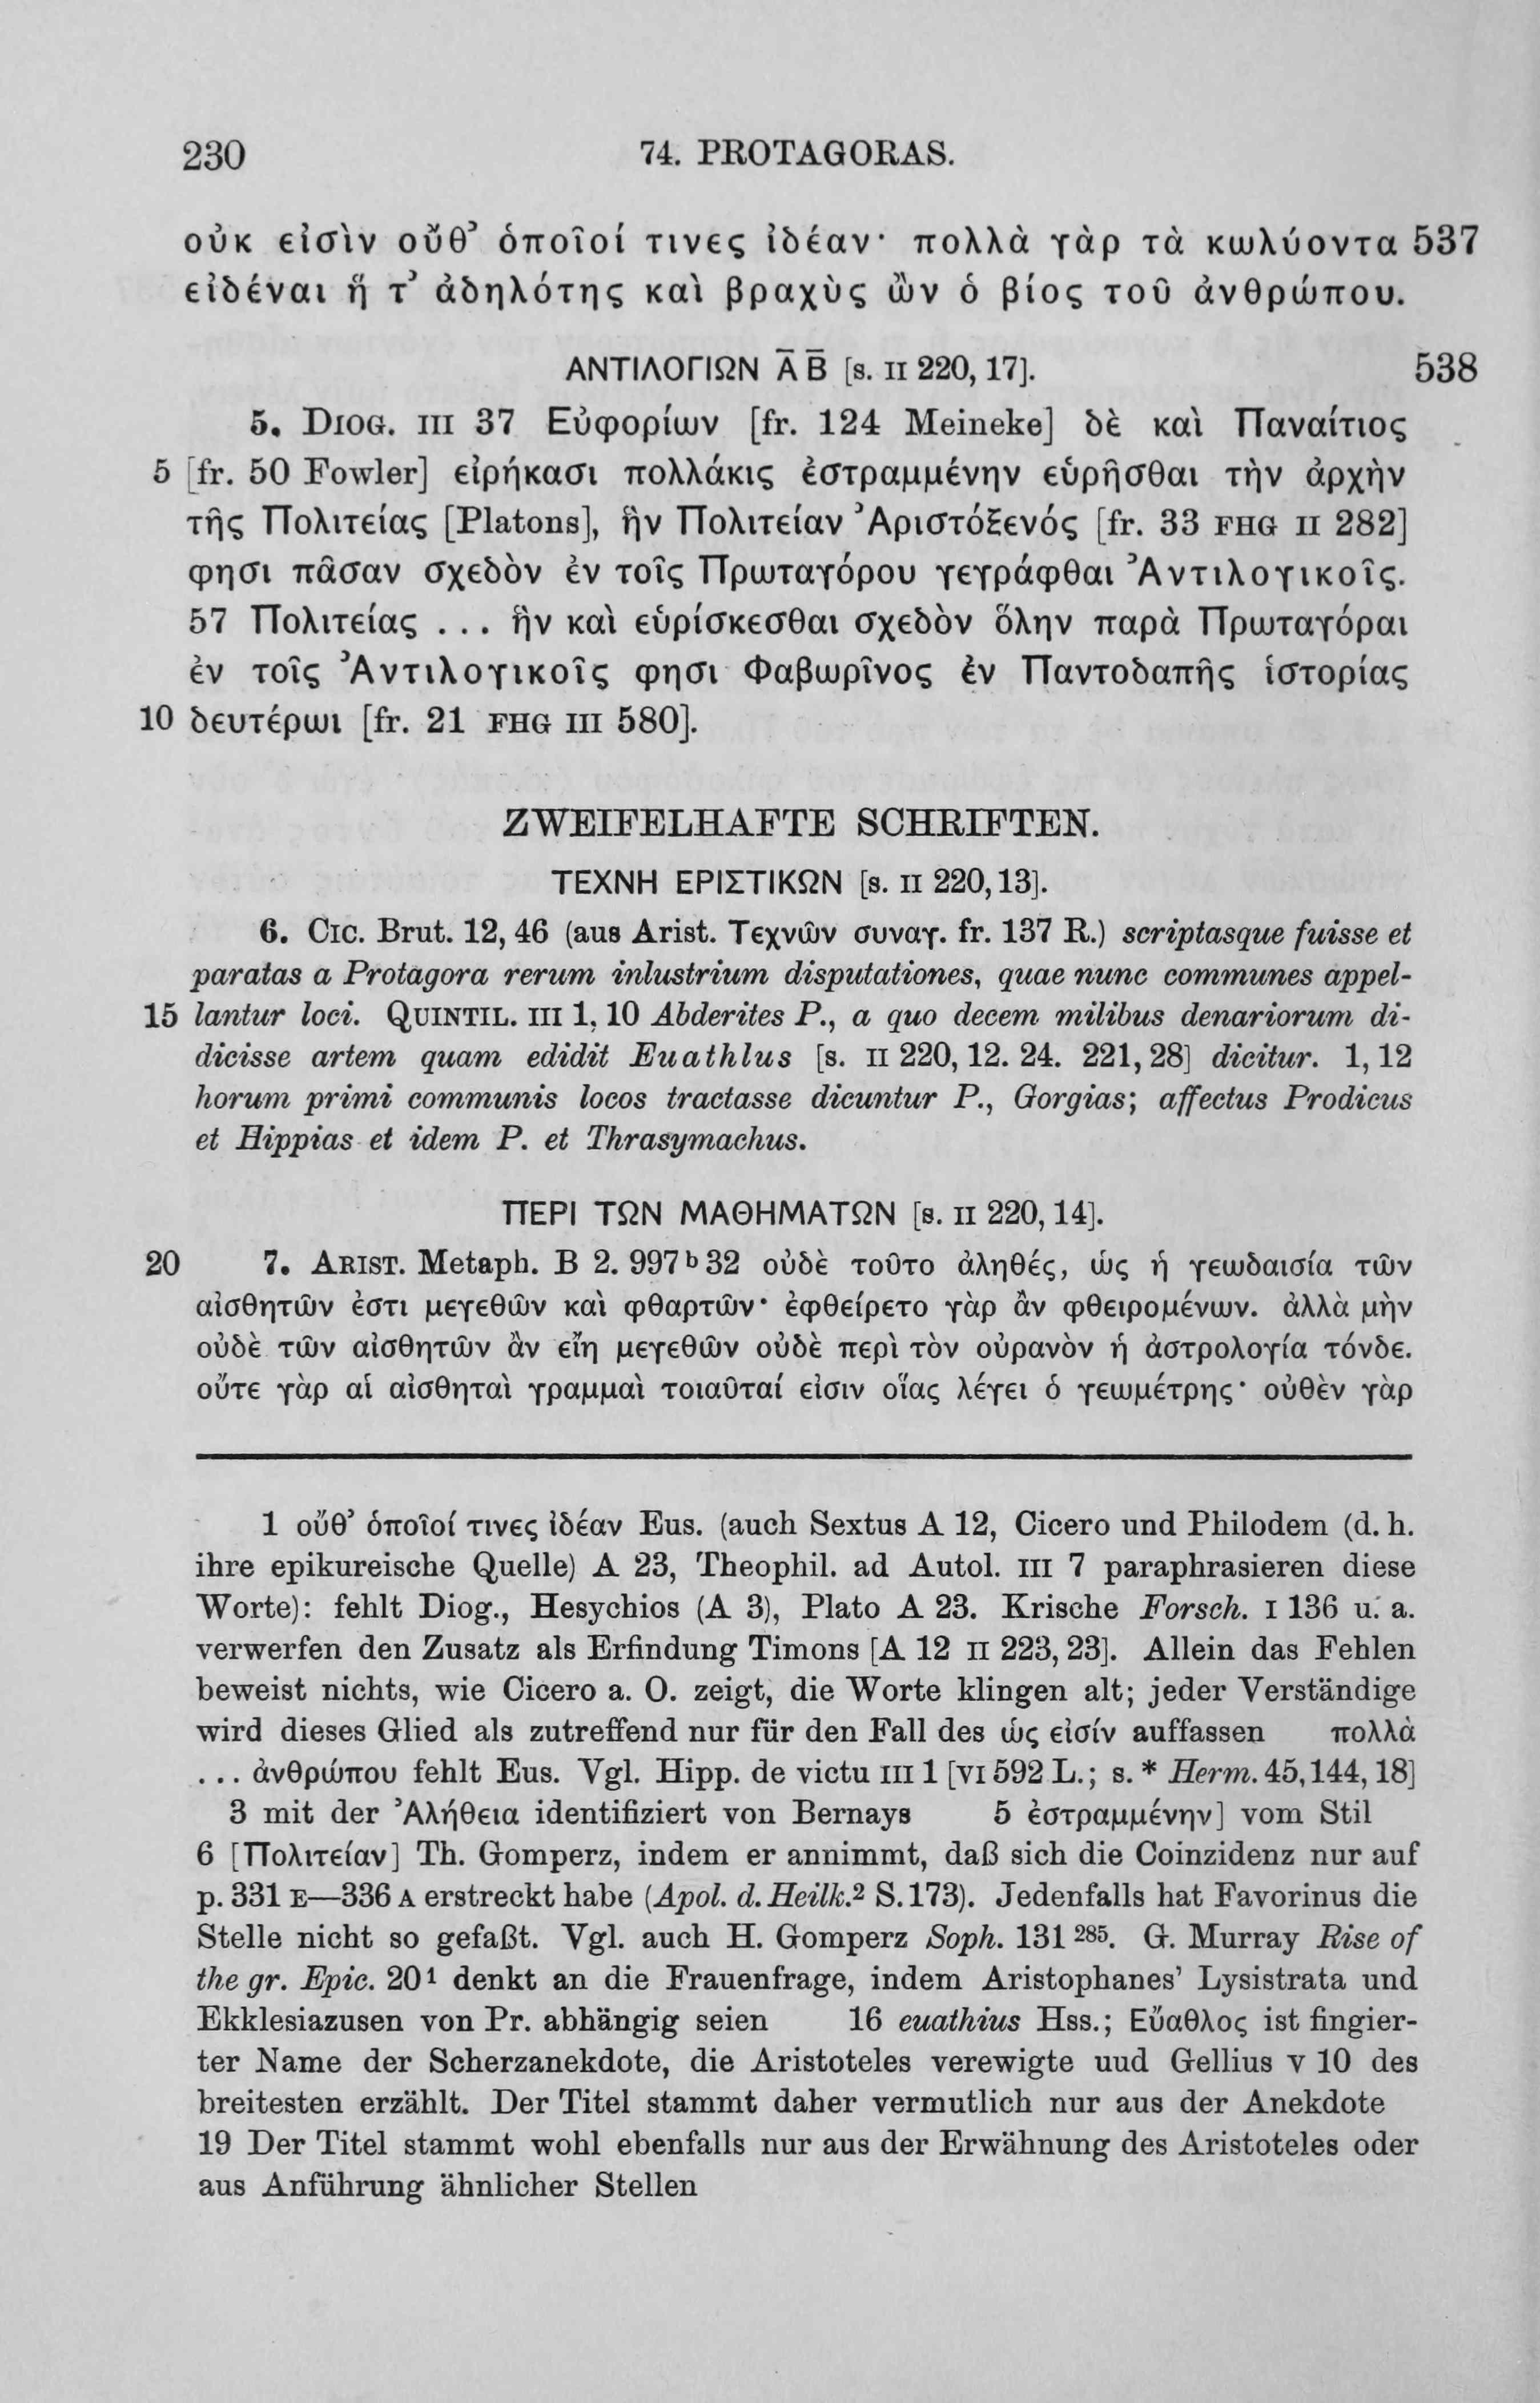 230
74. PROTAGORAS.
οὐκ εἰσὶν οὔθ’ ὁποῖοί τινες ἰδέαν· πολλὰ γὰρ τὰ κωλύοντα 537
εἰδέναι ἥ τ’ ἀδηλότης καὶ βραχὺς ὢν ὁ βίος τοῦ ἀνθρώπου.
ΑΝΤΙΛΟΓΙΩΝ Α̅ Β̅ [s. II 220, 17]. 538
5. DIOG. III 37 Εὐφορίων [fr. 124 Meineke] δὲ καὶ Παναίτιος
5 [fr. 50 Fowler] εἰρήκασι πολλάκις ἐστραμμένην εὑρῆσθαι τὴν ἀρχὴν
τῆς Πολιτείας [Platons], ἣν Πολιτείαν Ἀριστόξενός [fr. 33 FHG II 282]
φησι πᾶσαν σχεδὸν ἐν τοῖς Πρωταγόρου γεγράφθαι Ἀντιλογικοῖς.
57 Πολιτείας ... ἣν καὶ εὑρίσκεσθαι σχεδὸν ὅλην παρὰ Πρωταγόραι
ἐν τοῖς Ἀντιλογικοῖς φησι Φαβωρῖνος ἐν Παντοδαπῆς ἱστορίας
10 δευτέρωι [fr. 21 FHG III 580].
ZWEIFELHAFTE SCHRIFTEN.
ΤΕΧΝΗ ΕΡΙΣΤΙΚΩΝ [s. II 220, 13].
6. CIC. Brut. 12, 46 (aus Arist. Τεχνῶν συναγ. fr. 137 R.) scriptasque fuisse et
paratas a Protagora rerum inlustrium disputationes, quae nunc communes appel-
15 lantur loci. QUINTIL. III 1, 10 Abderites P., a quo decem milibus denariorum di-
dicisse artem quam edidit Euathlus [s. II 220, 12. 24. 221, 28] dicitur. 1, 12
horum primi communis locos tractasse dicuntur P., Gorgias; affectus Prodicus
et Hippias et idem P. et Thrasymachus.
ΠΕΡΙ ΤΩΝ ΜΑΘΗΜΑΤΩΝ [s. II 220, 14].
20 7. ARIST. Metaph. B 2. 997ᵇ 32 οὐδὲ τοῦτο ἀληθές, ὡς ἡ γεωδαισία τῶν
αἰσθητῶν ἐστι μεγεθῶν καὶ φθαρτῶν· ἐφθείρετο γὰρ ἂν φθειρομένων. ἀλλὰ μὴν
οὐδὲ τῶν αἰσθητῶν ἂν εἴη μεγεθῶν οὐδὲ περὶ τὸν οὐρανὸν ἡ ἀστρολογία τόνδε.
οὔτε γὰρ αἱ αἰσθηταὶ γραμμαὶ τοιαῦταί εἰσιν οἵας λέγει ὁ γεωμέτρης· οὐθὲν γὰρ
1 οὔθ’ ὁποῖοί τινες ἰδέαν Eus. (auch Sextus A 12, Cicero und Philodem (d. h.
ihre epikureische Quelle) A 23, Theophil. ad Autol. III 7 paraphrasieren diese
Worte): fehlt Diog., Hesychios (A 3), Plato A 23. Krische Forsch. I 136 u. a.
verwerfen den Zusatz als Erfindung Timons [A 12 II 223, 23]. Allein das Fehlen
beweist nichts, wie Cicero a. O. zeigt, die Worte klingen alt; jeder Verständige
wird dieses Glied als zutreffend nur für den Fall des ὡς εἰσίν auffassen πολλὰ
... ἀνθρώπου fehlt Eus. Vgl. Hipp. de victu III 1 [VI 592 L.; s. * Herm. 45, 144, 18]
3 mit der Ἀλήθεια identifiziert von Bernays 5 ἐστραμμένην] vom Stil
6 [Πολιτείαν] Th. Gomperz, indem er annimmt, daß sich die Coinzidenz nur auf
p. 331 E—336 A erstreckt habe (Apol. d. Heilk.² S. 173). Jedenfalls hat Favorinus die
Stelle nicht so gefaßt. Vgl. auch H. Gomperz Soph. 131 ²⁸⁵. G. Murray Rise of
the gr. Epic. 20¹ denkt an die Frauenfrage, indem Aristophanes’ Lysistrata und
Ekklesiazusen von Pr. abhängig seien 16 euathius Hss.; Εὔαθλος ist fingier-
ter Name der Scherzanekdote, die Aristoteles verewigte uud Gellius V 10 des
breitesten erzählt. Der Titel stammt daher vermutlich nur aus der Anekdote
19 Der Titel stammt wohl ebenfalls nur aus der Erwähnung des Aristoteles oder
aus Anführung ähnlicher Stellen